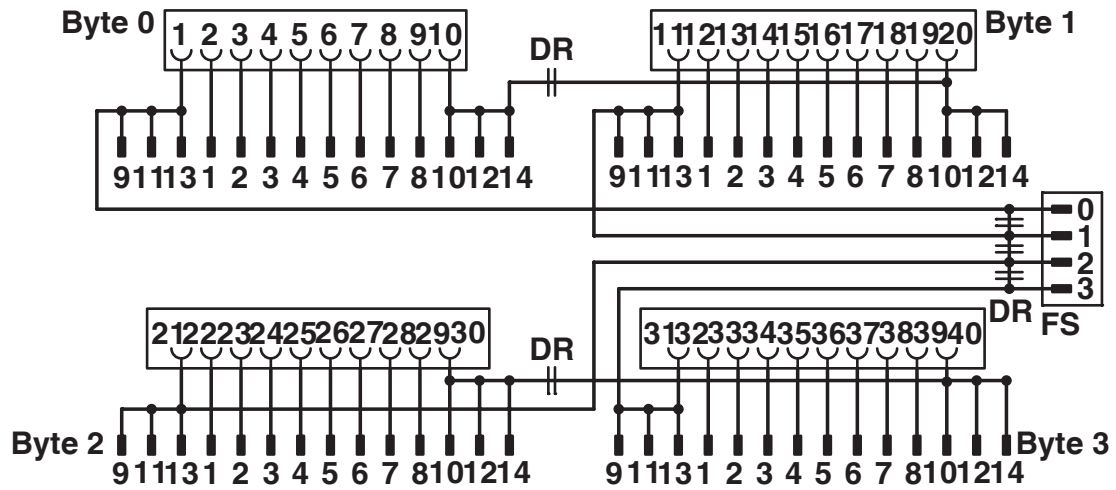 Byte 0 1 2 3 4 5 6 7 8 9 10 DR 11 12 13 14 15 16 17 18 19 20 Byte 1
9 11 13 1 2 3 4 5 6 7 8 10 12 14 9 11 13 1 2 3 4 5 6 7 8 10 12 14
0
1
2
3
DR FS
21 22 23 24 25 26 27 28 29 30 DR 31 32 33 34 35 36 37 38 39 40
Byte 2 Byte 3
9 11 13 1 2 3 4 5 6 7 8 10 12 14 9 11 13 1 2 3 4 5 6 7 8 10 12 14